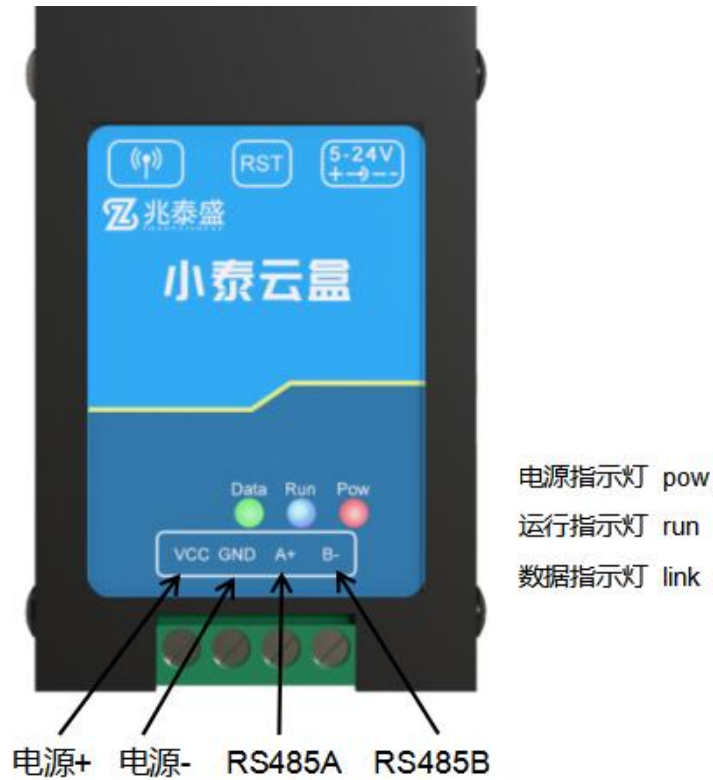 RST
5-24V
兆泰盛
小泰云盒
Data Run Pow
VCC GND A+ B-
电源指示灯 pow
运行指示灯 run
数据指示灯 link
电源+ 电源- RS485A RS485B